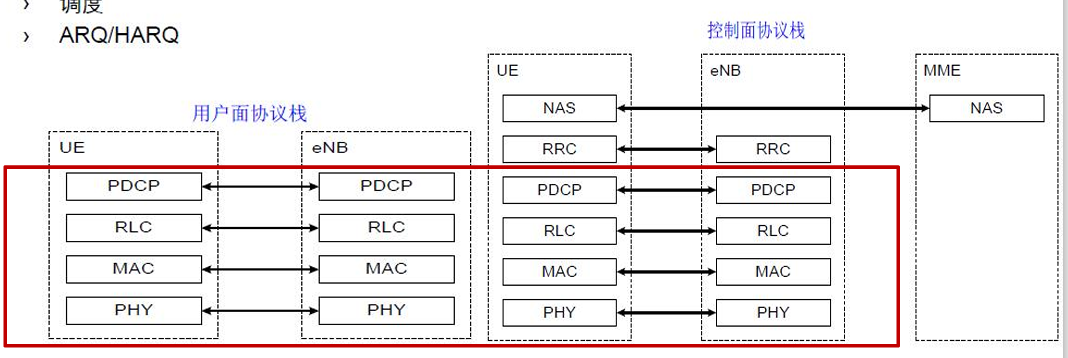 › 调度
› ARQ/HARQ
控制面协议栈
用户面协议栈
UE eNB MME
NAS NAS
RRC RRC
PDCP PDCP
RLC RLC
MAC MAC
PHY PHY
UE eNB
PDCP PDCP
RLC RLC
MAC MAC
PHY PHY